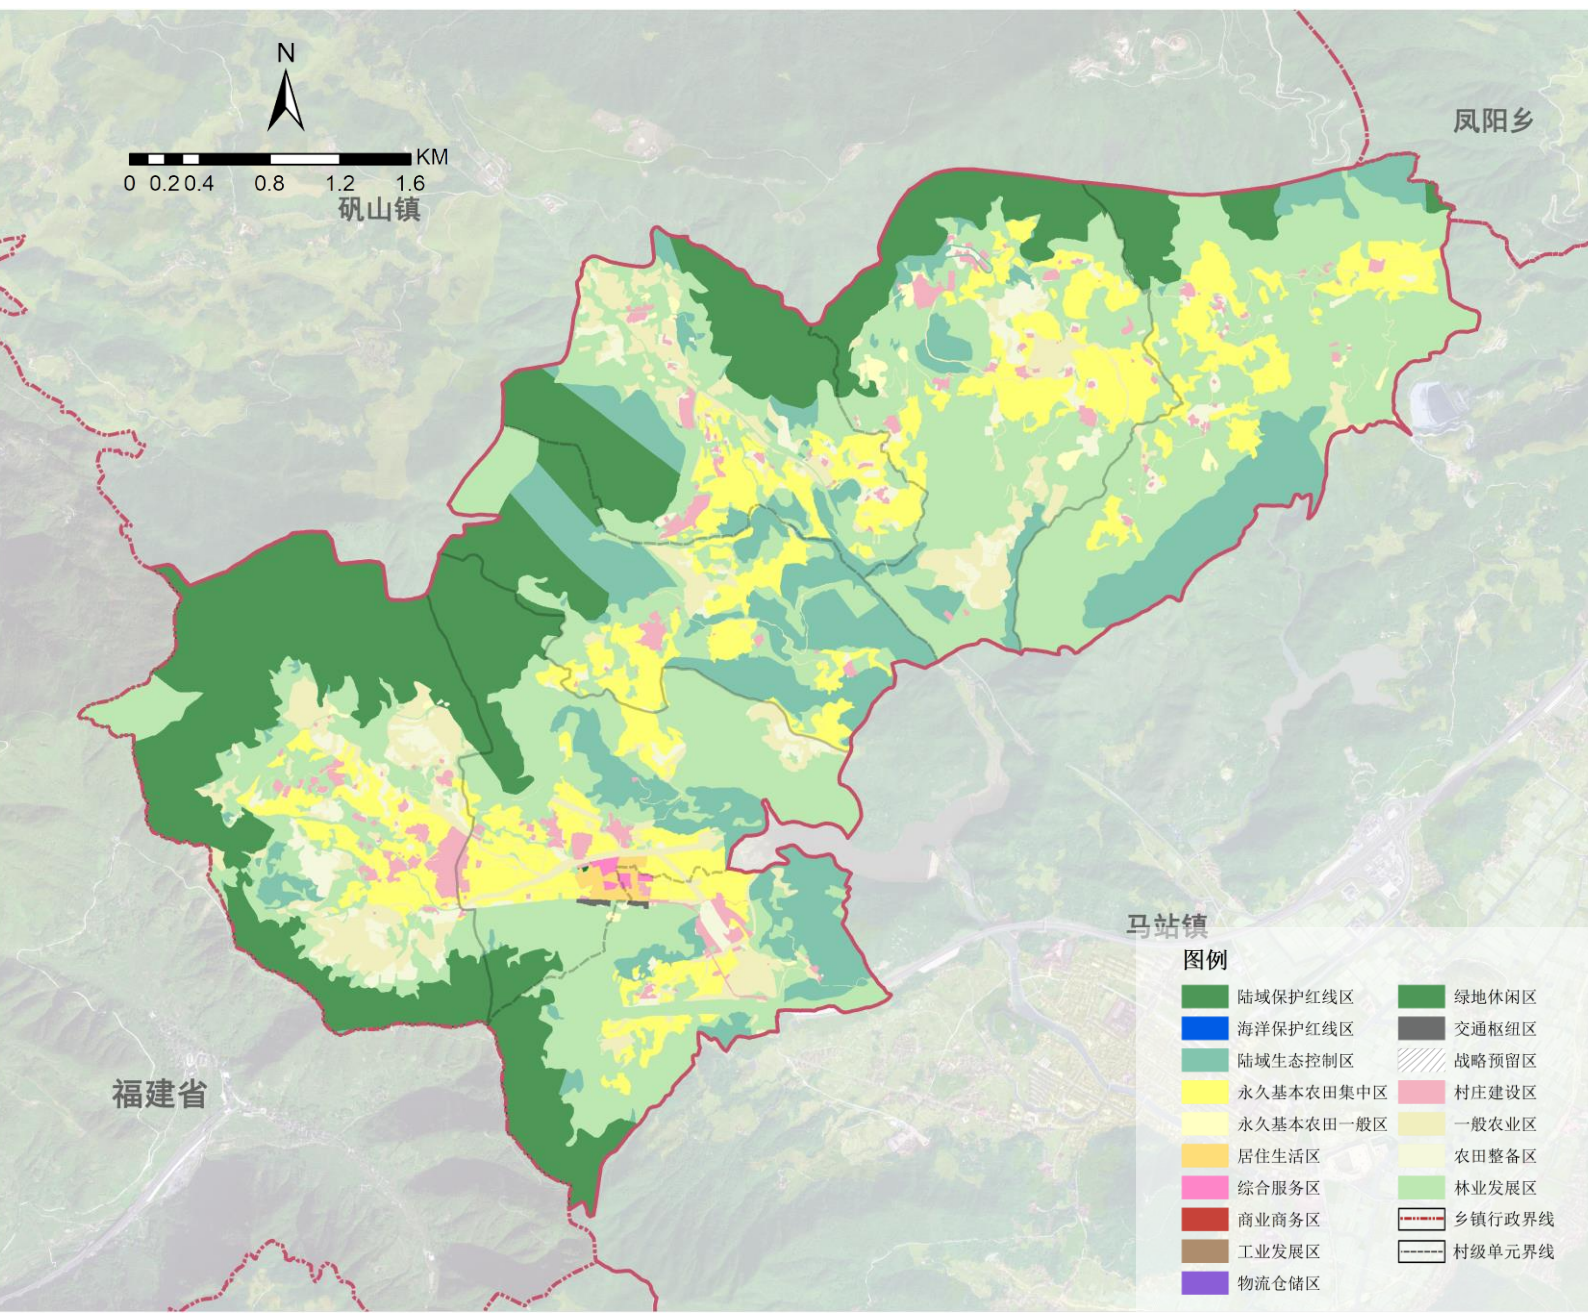 N
KM
0 0.2 0.4 0.8 1.2 1.6
矾山镇
凤阳乡
马站镇
福建省
图例
陆域保护红线区
海洋保护红线区
陆域生态控制区
永久基本农田集中区
永久基本农田一般区
居住生活区
综合服务区
商业商务区
工业发展区
物流仓储区
绿地休闲区
交通枢纽区
战略预留区
村庄建设区
一般农业区
农田整备区
林业发展区
乡镇行政界线
村级单元界线